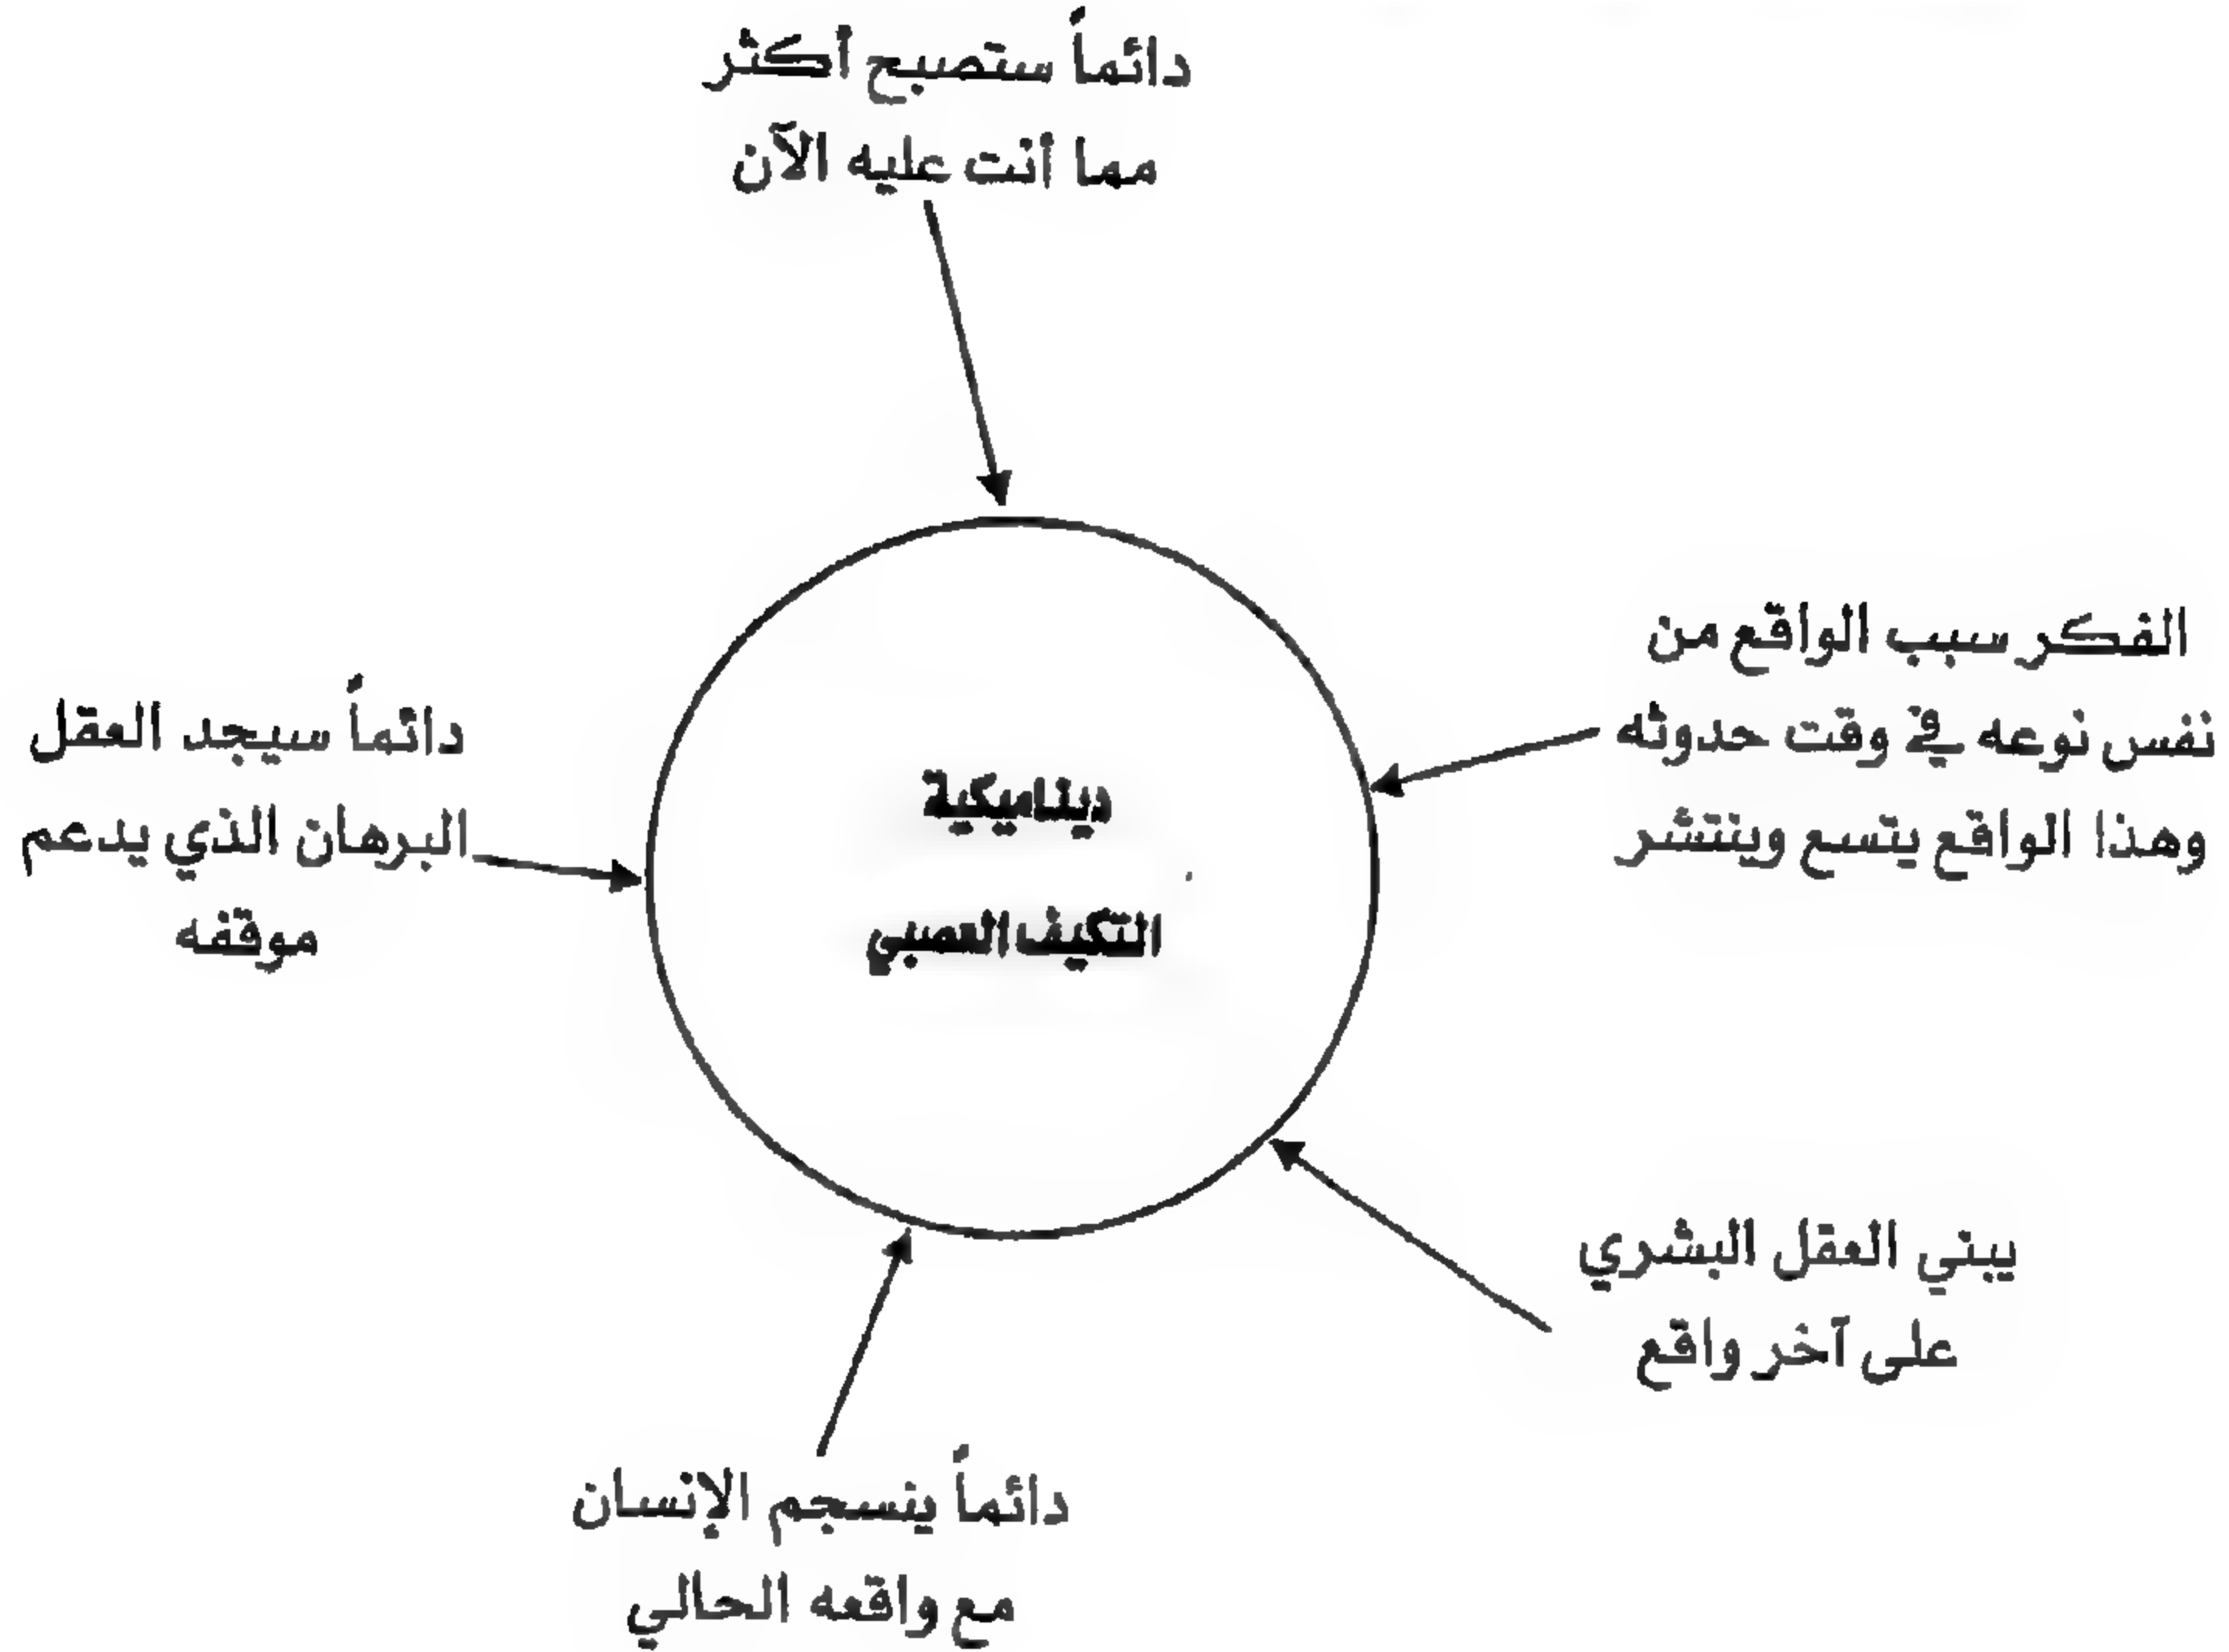 دائماً ستصبح أكثر
مما أنت عليه الآن
الفكر سبب الواقع من
نفس نوعه في وقت حدوثه
وهذا الواقع يتسع وينتشر
دائماً سيجد العقل
البرهان الذي يدعم
موقفه
ديناميكية
التكيف العصبي
يبني العقل البشري
على آخر واقع
دائماً ينسجم الإنسان
مع واقعه الحالي